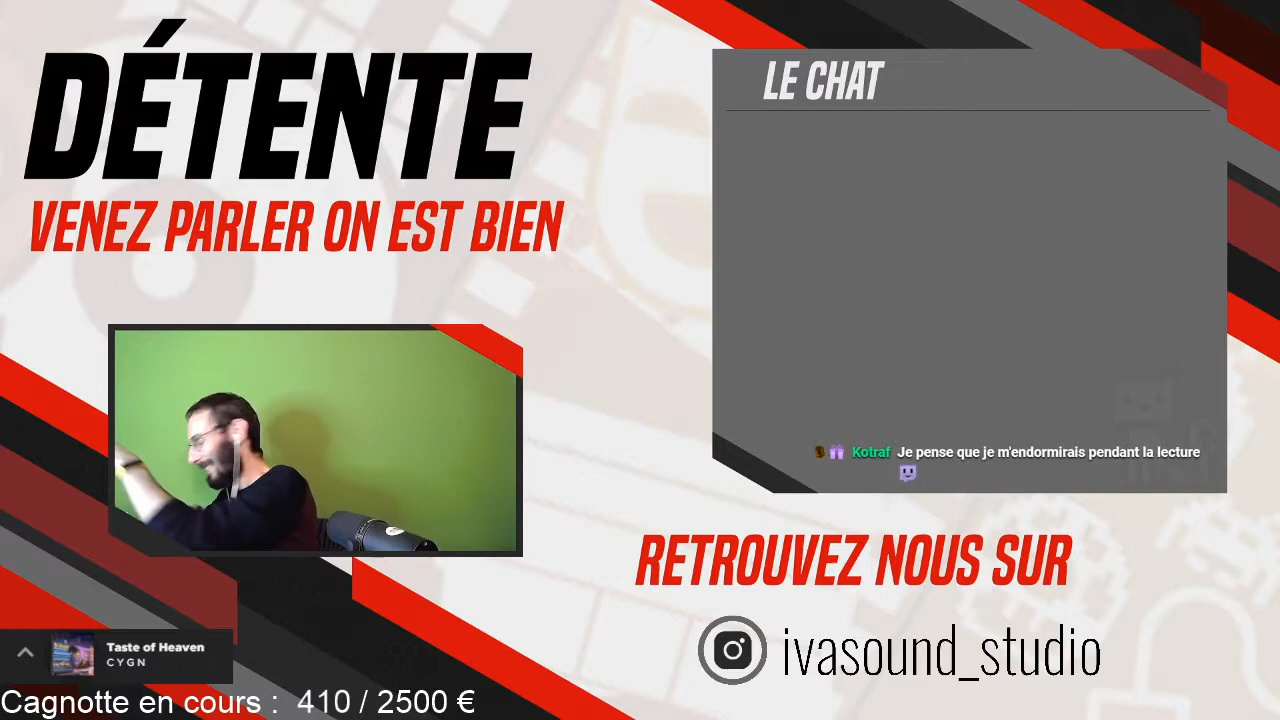 DÉTENTE
VENEZ PARLER ON EST BIEN
LE CHAT
Kotraf Je pense que je m'endormirais pendant la lecture
RETROUVEZ NOUS SUR
ivasound_studio
Taste of Heaven
CYGN
Cagnotte en cours : 410 / 2500 €